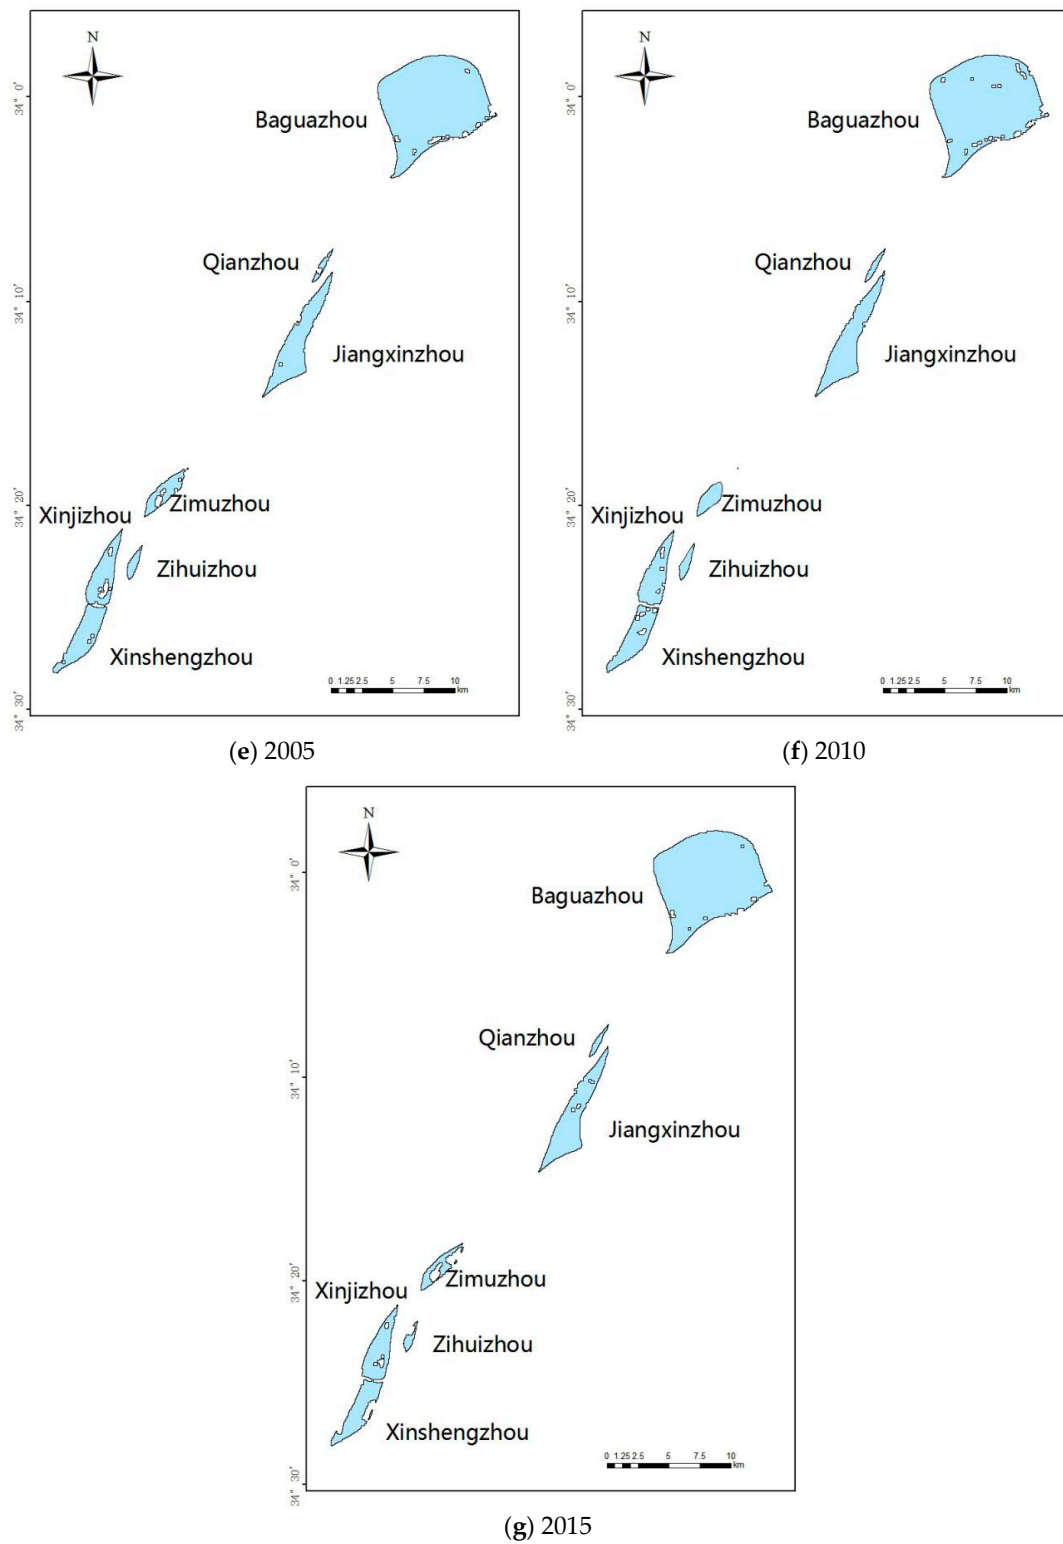 N
34° 0'
Baguazhou
Qianzhou
34° 10'
Jiangxinzhou
34° 20'
Zimuzhou
Xinjizhou
Zihuizhou
Xinshengzhou
0 1.25 2.5 5 7.5 10
km
34° 30'
(e) 2005
N
34° 0'
Baguazhou
Qianzhou
34° 10'
Jiangxinzhou
34° 20'
Zimuzhou
Xinjizhou
Zihuizhou
Xinshengzhou
0 1.25 2.5 5 7.5 10
km
34° 30'
(f) 2010
N
34° 0'
Baguazhou
Qianzhou
34° 10'
Jiangxinzhou
34° 20'
Zimuzhou
Xinjizhou
Zihuizhou
Xinshengzhou
0 1.25 2.5 5 7.5 10
km
34° 30'
(g) 2015